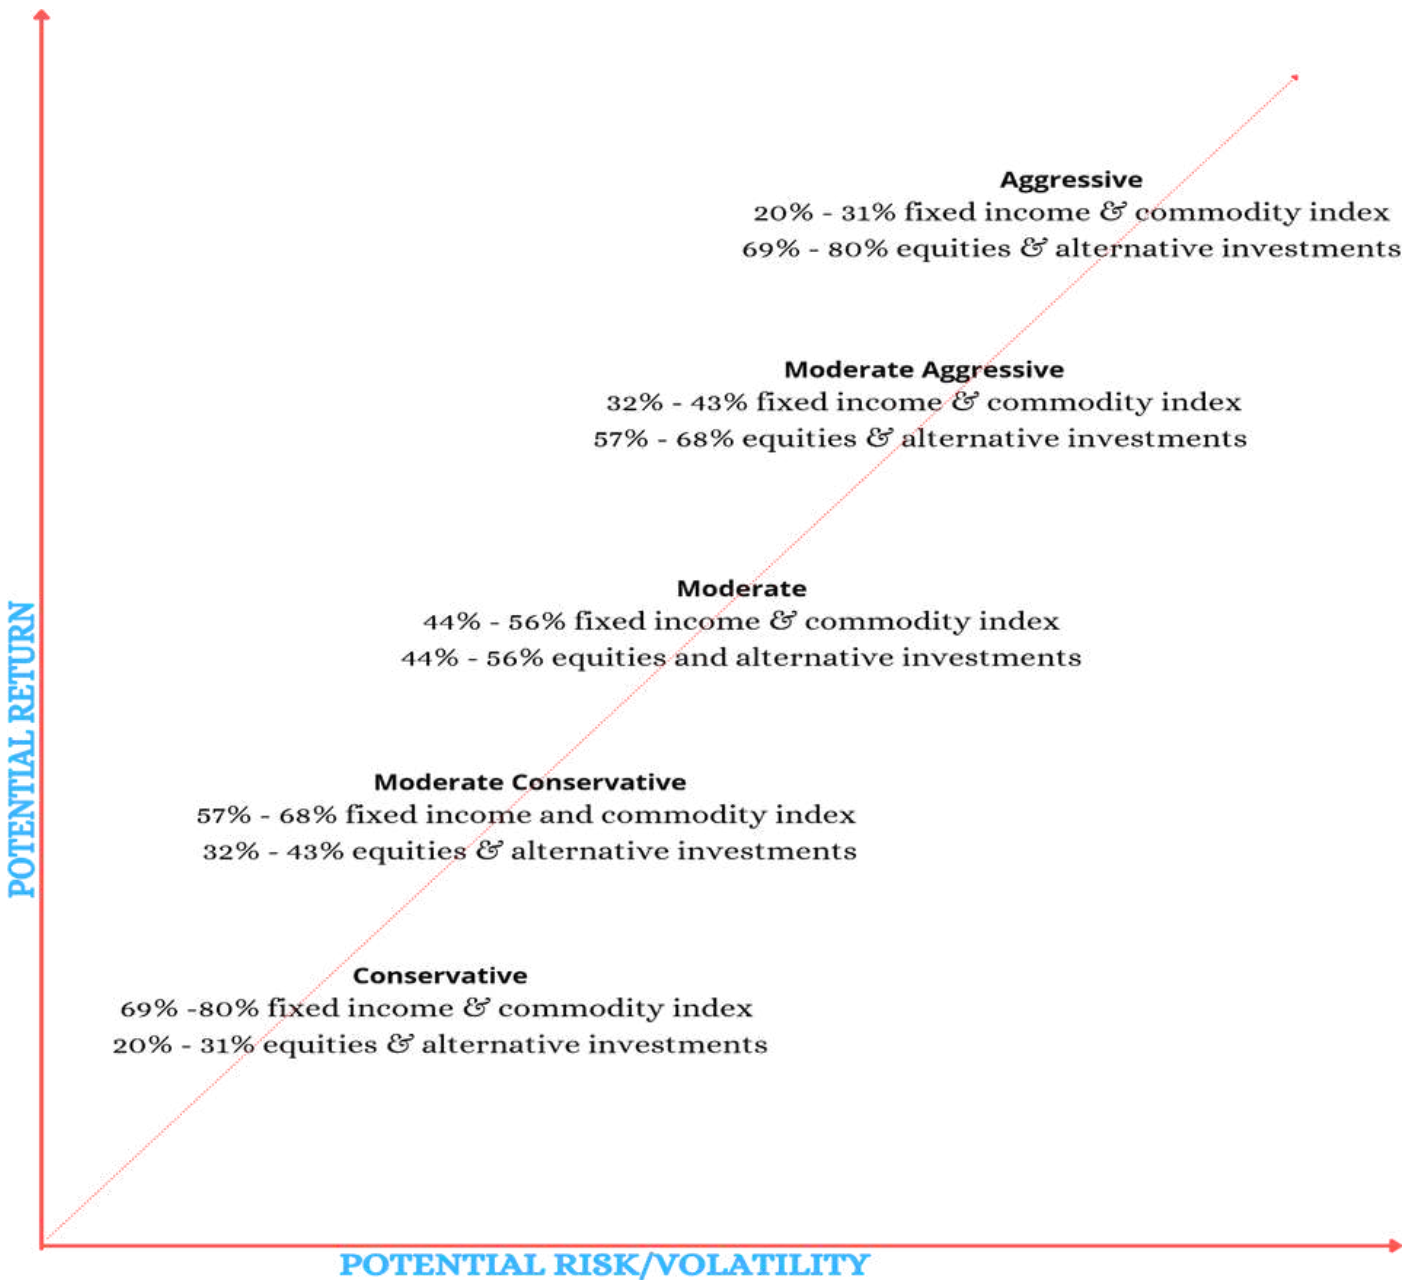 Aggressive
20% - 31% fixed income & commodity index
69% - 80% equities & alternative investments
Moderate Aggressive
32% - 43% fixed income & commodity index
57% - 68% equities & alternative investments
Moderate
44% - 56% fixed income & commodity index
44% - 56% equities and alternative investments
Moderate Conservative
57% - 68% fixed income and commodity index
32% - 43% equities & alternative investments
Conservative
69% -80% fixed income & commodity index
20% - 31% equities & alternative investments
POTENTIAL RETURN
POTENTIAL RISK/VOLATILITY